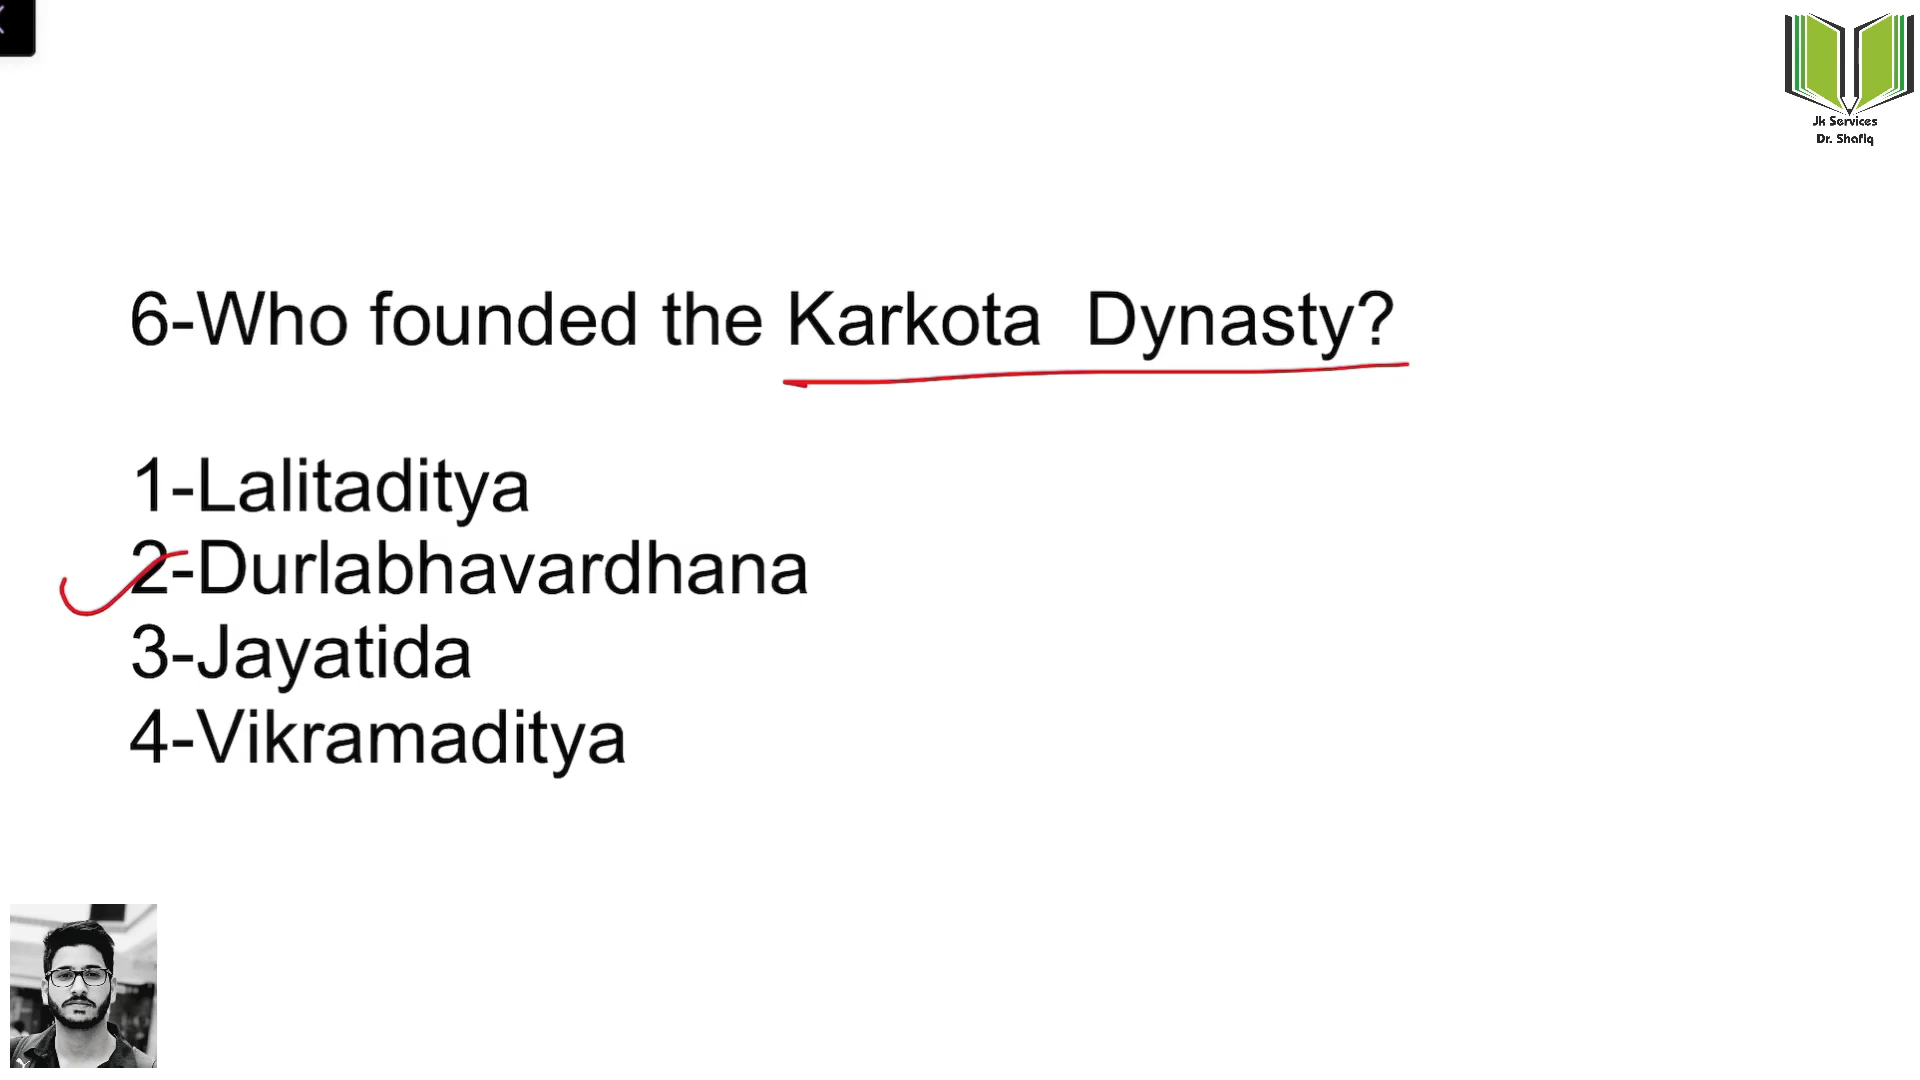 Jk Services
Dr. Shafiq
6-Who founded the Karkota Dynasty?
1-Lalitaditya
2-Durlabhavardhana
3-Jayatida
4-Vikramaditya